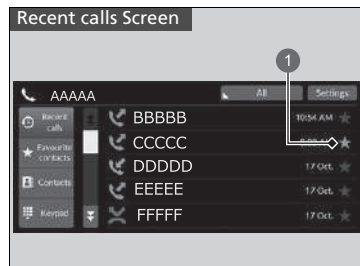 Recent calls Screen
1
AAAAA
All
Settings
Recent
calls
Favourite
contacts
Contacts
Keypad
BBBBB
10:54 AM
CCCCC
DDDDD
17 Oct.
EEEEE
17 Oct.
FFFFF
17 Oct.